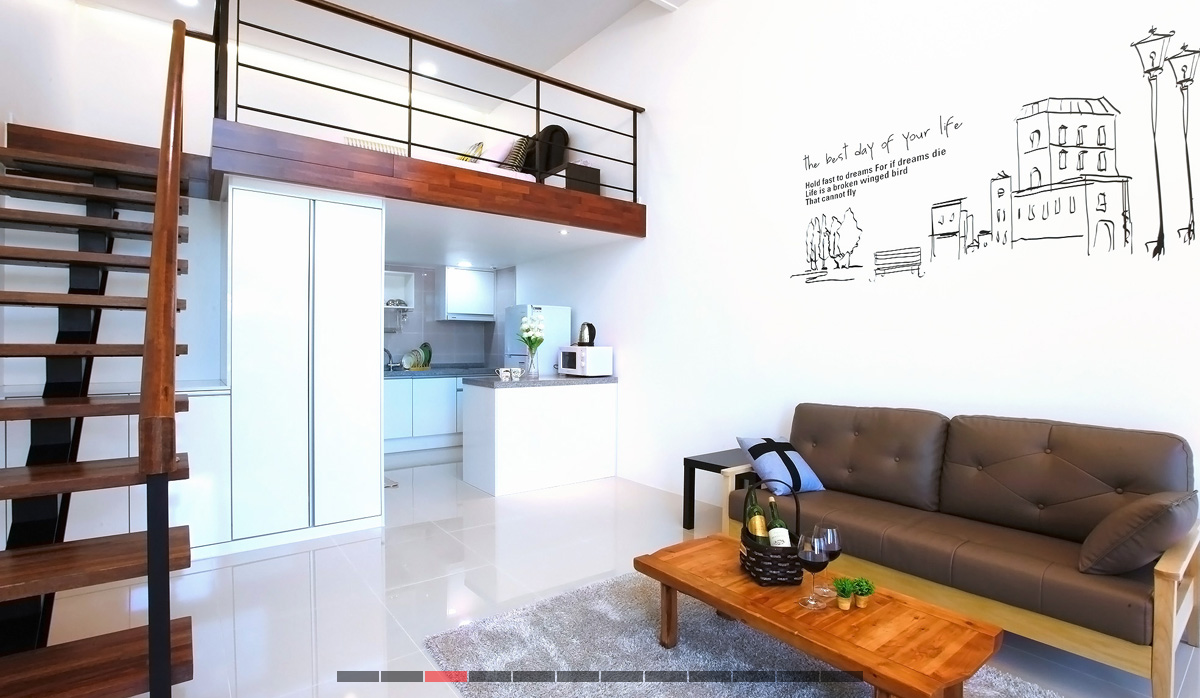 the best day of your life
Hold fast to dreams For if dreams die
Life is a broken winged bird
That cannot fly